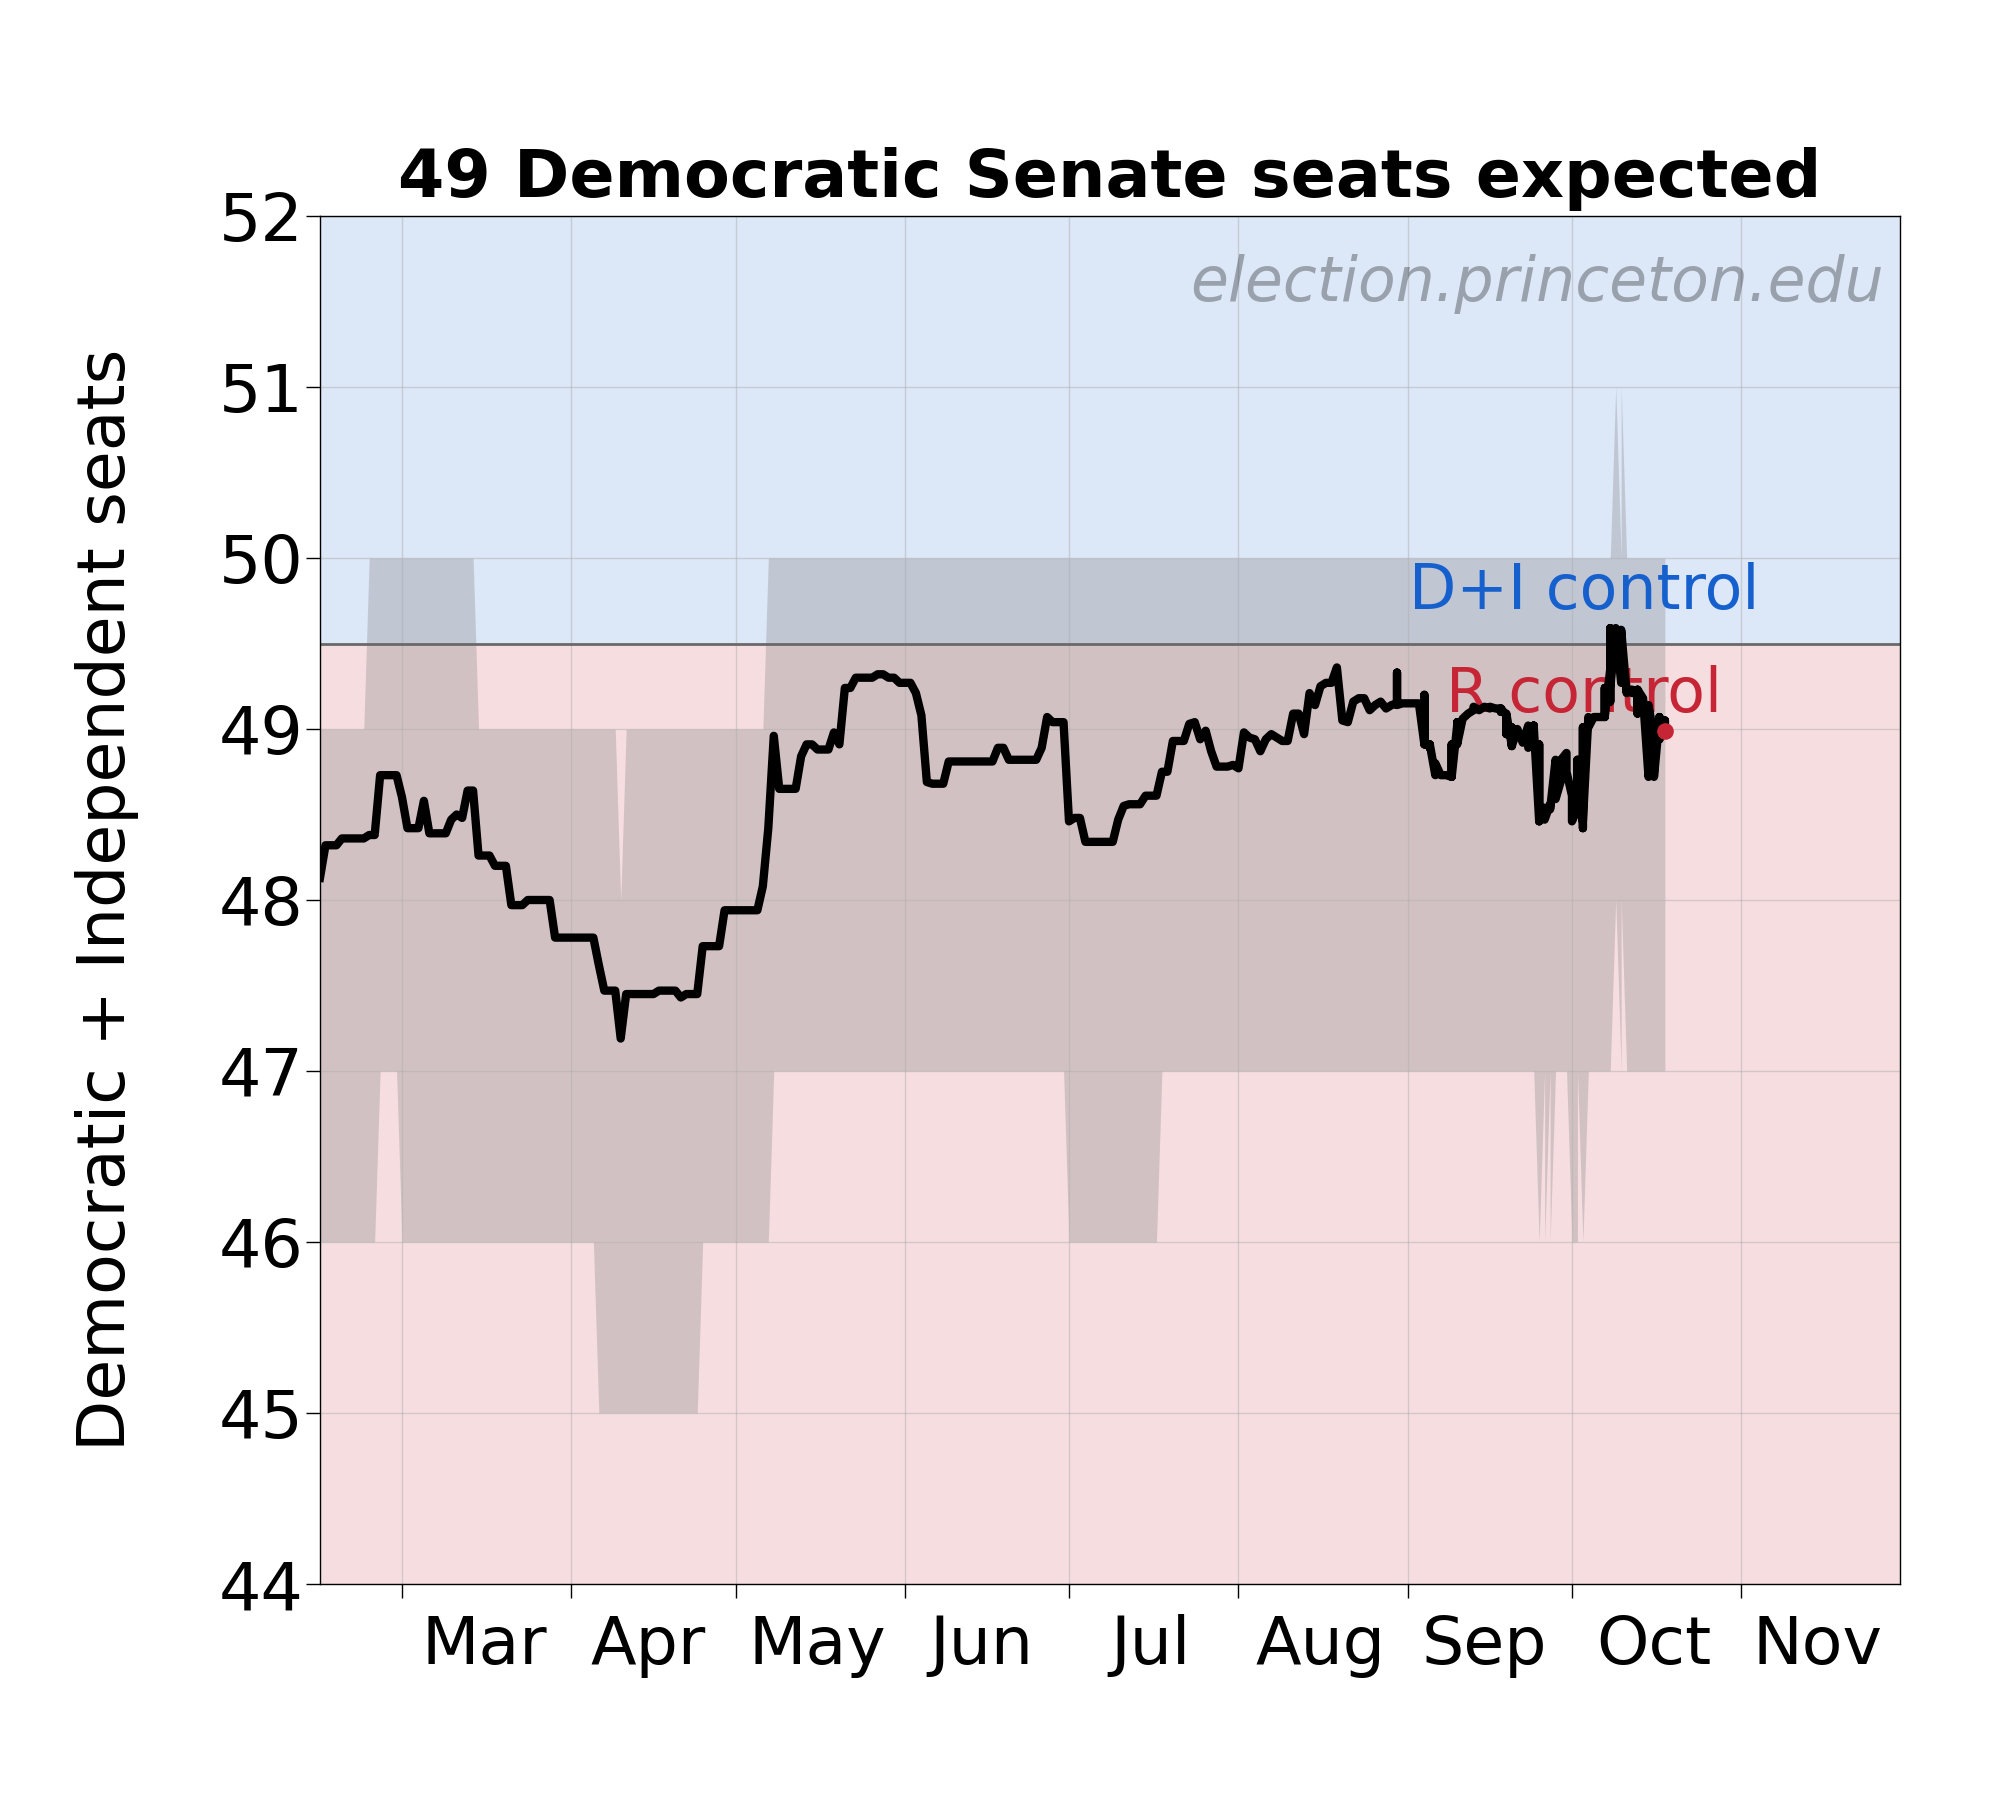 49 Democratic Senate seats expected
election.princeton.edu
Democratic + Independent seats
52
51
50
49
48
47
46
45
44
D+I control
R control
Mar Apr May Jun Jul Aug Sep Oct Nov